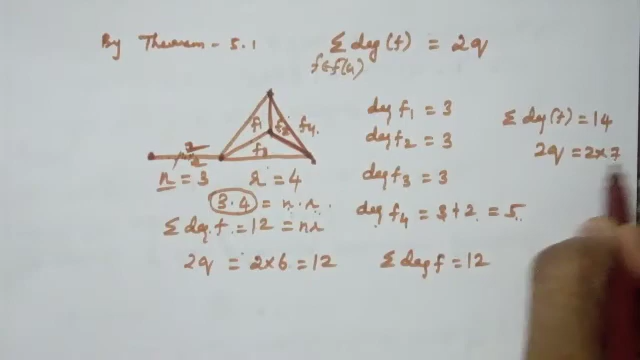 By Theorem - 5.1
Σ deg(f) = 2q
f∈f(G)
f1 f2 f4
f3
deg f1 = 3
deg f2 = 3
deg f3 = 3
deg f4 = 3+2 = 5
Σ deg(f) = 14
2q = 2×7
n = 3 r = 4
3·4 = n·r
Σ deg f = 12 = nr
2q = 2×6 = 12
Σ deg f = 12